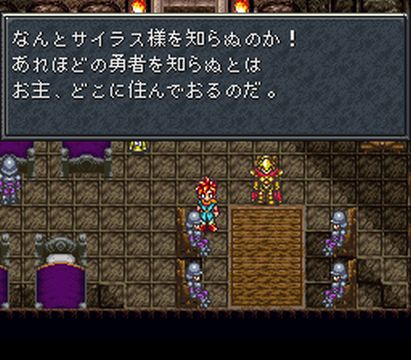 なんとサイラス様を知らぬのか！
あれほどの勇者を知らぬとは
お主、どこに住んでおるのだ。